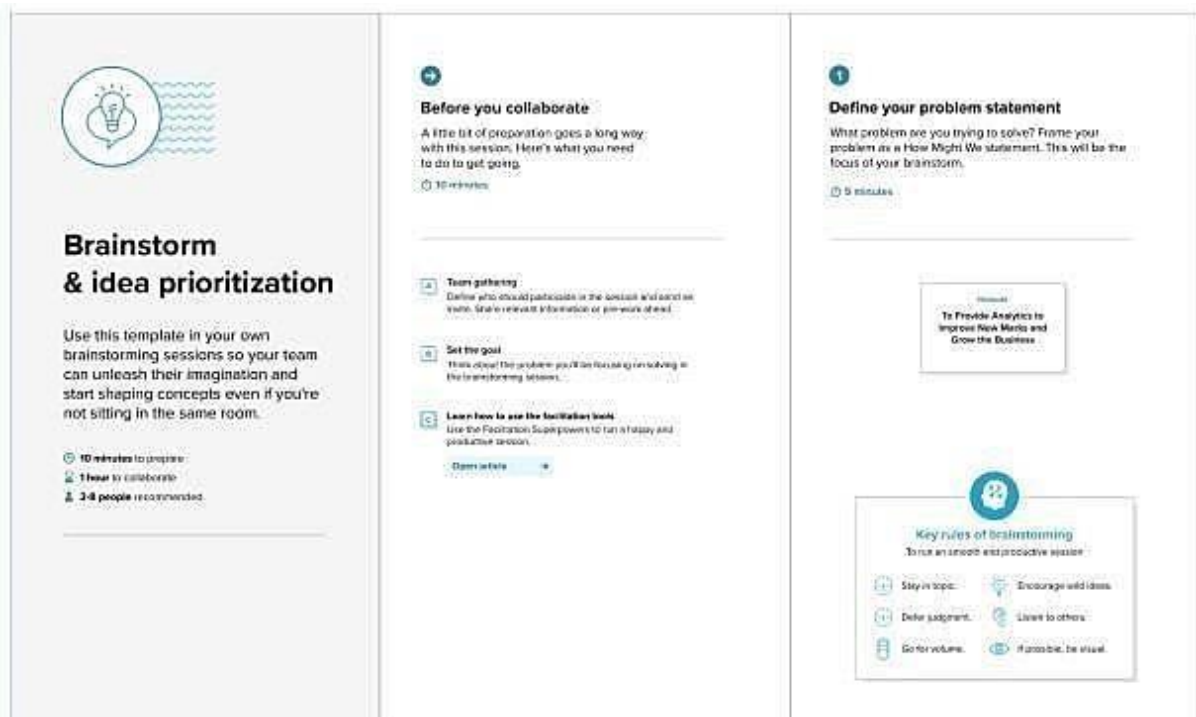 Brainstorm
& idea prioritization
Use this template in your own
brainstorming sessions so your team
can unleash their imagination and
start shaping concepts even if you're
not sitting in the same room.
10 minutes to prepare
1 hour to collaborate
2-8 people recommended
Before you collaborate
A little bit of preparation goes a long way
with this session. Here's what you need
to do to get going.
10 minutes
A
Team gathering
Define who should participate in the session and send an
invite. Share relevant information or pre-work ahead.
B
Set the goal
Think about the problem you'll be focusing on solving in
the brainstorming session.
C
Learn how to use the facilitation tools
Use the Facilitation Superpowers to run a happy and
productive session.
Open article
1
Define your problem statement
What problem are you trying to solve? Frame your
problem as a How Might We statement. This will be the
focus of your brainstorm.
5 minutes
To Provide Analytics to
Improve New Marks and
Grow the Business
Key rules of brainstorming
To run an smooth and productive session
Stay in topic.
Encourage wild ideas.
Defer judgment.
Listen to others.
Go for volume.
If possible, be visual.